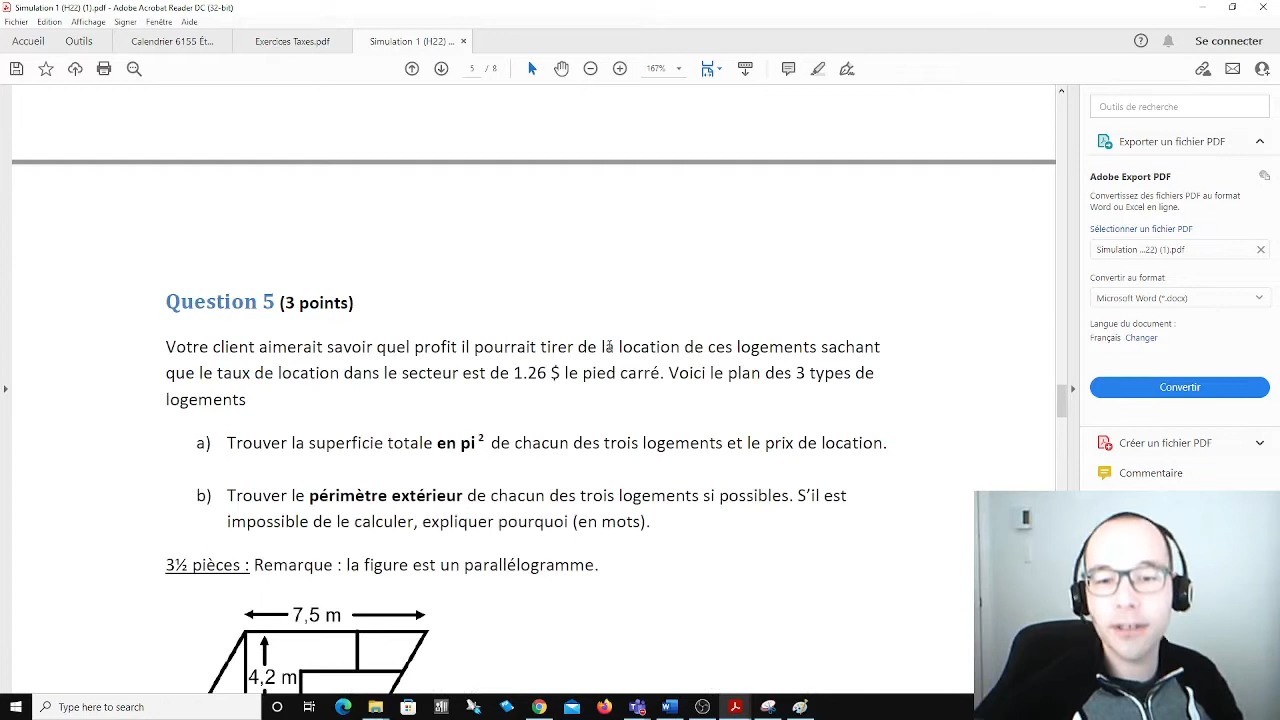 Simulation 1 (H22) (1).pdf - Adobe Acrobat Reader DC (32-bit)
Fichier Edition Affichage Signer Fenêtre Aide
Accueil Outils Calendrier 6155 Ét... Exercices Taxes.pdf Simulation 1 (H22) ... × Se connecter
5 / 8 167%
Outils de recherche
Exporter un fichier PDF
Adobe Export PDF
Convertissez des fichiers PDF au format
Word ou Excel en ligne.
Sélectionner un fichier PDF
Simulation ...22) (1).pdf
Convertir au format
Microsoft Word (*.docx)
Langue du document :
Français Changer
Convertir
Créer un fichier PDF
Commentaire
Question 5 (3 points)
Votre client aimerait savoir quel profit il pourrait tirer de la location de ces logements sachant
que le taux de location dans le secteur est de 1.26 $ le pied carré. Voici le plan des 3 types de
logements
a) Trouver la superficie totale en pi² de chacun des trois logements et le prix de location.
b) Trouver le périmètre extérieur de chacun des trois logements si possibles. S’il est
impossible de le calculer, expliquer pourquoi (en mots).
3½ pièces : Remarque : la figure est un parallélogramme.
7,5 m
4,2 m
Type here to search